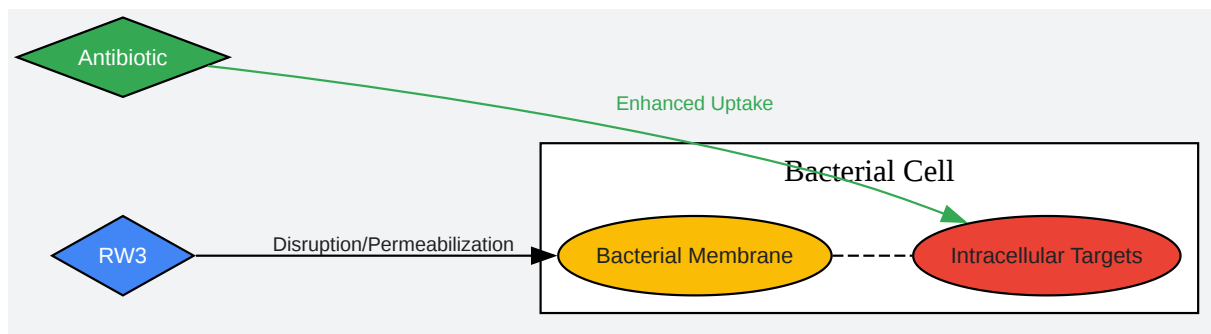 Antibiotic
Enhanced Uptake
Bacterial Cell
RW3
Disruption/Permeabilization
Bacterial Membrane
Intracellular Targets